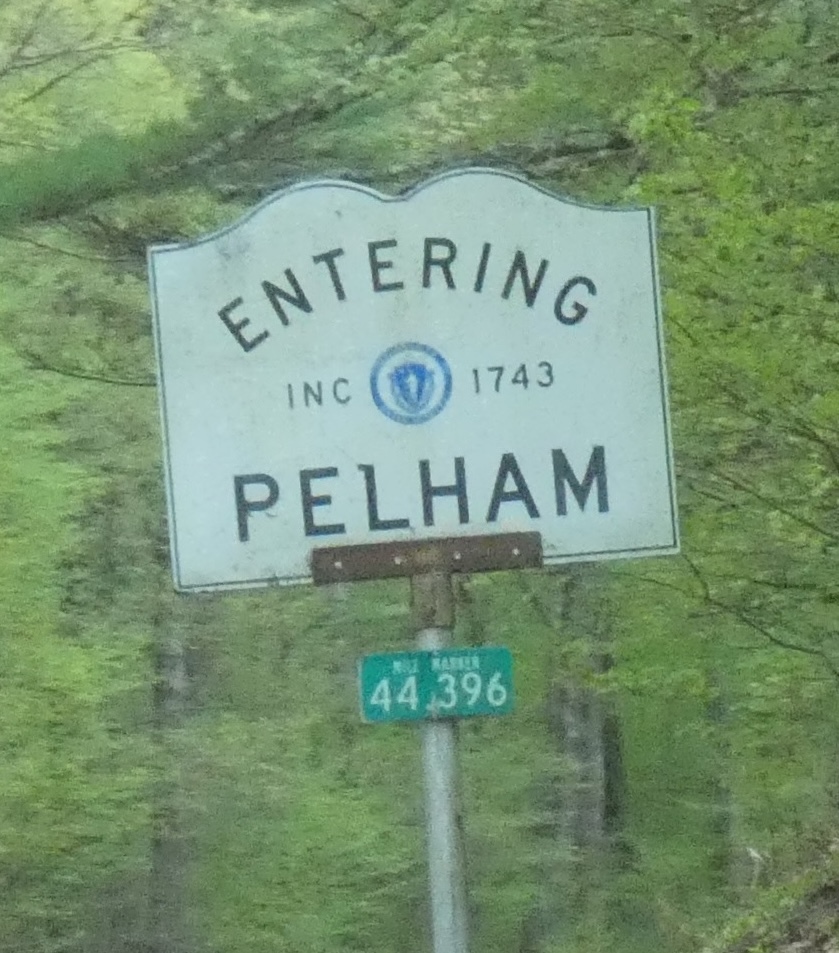 ENTERING
INC 1743
PELHAM
MILE MARKER
44.396